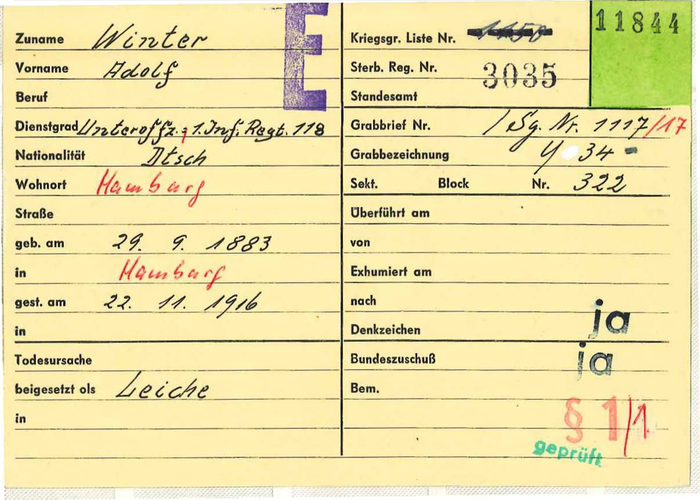 Zuname Winter
Vorname Adolf
Beruf
Dienstgrad Unteroffz.; 1. Inf. Regt. 118
Nationalität Dtsch
Wohnort Hamburg
Straße
geb. am 29. 9. 1883
in Hamburg
gest. am 22. 11. 1916
in
Todesursache
beigesetzt als Leiche
in
E
Kriegsgr. Liste Nr.
Sterb. Reg. Nr. 3035
Standesamt
11844
Grabbrief Nr. / Sg. Nr. 1117/17
Grabbezeichnung Y 34 -
Sekt. Block Nr. 322
Überführt am
von
Exhumiert am
nach
Denkzeichen ja
Bundeszuschuß ja
Bem.
§ 1/1
geprüft